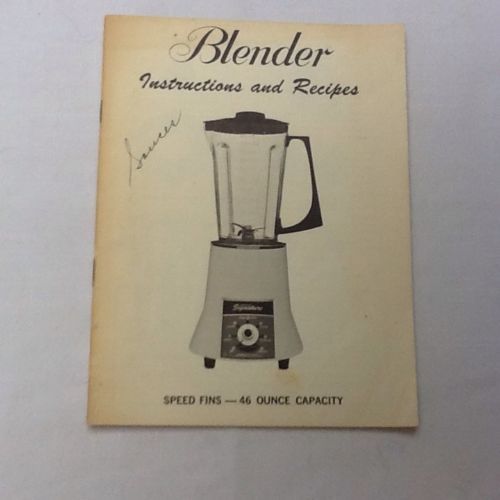 Blender
Instructions and Recipes
Sauces
Signature
SPEED FINS — 46 OUNCE CAPACITY